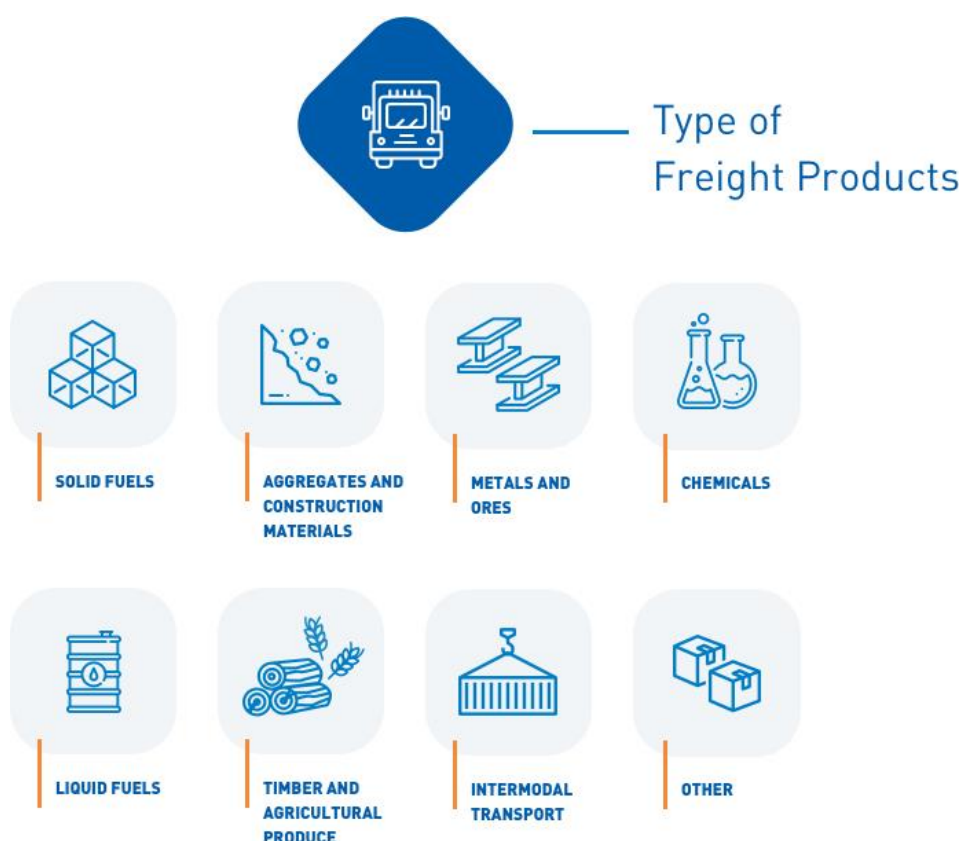 Type of
Freight Products
SOLID FUELS
AGGREGATES AND
CONSTRUCTION
MATERIALS
METALS AND
ORES
CHEMICALS
LIQUID FUELS
TIMBER AND
AGRICULTURAL
PRODUCE
INTERMODAL
TRANSPORT
OTHER